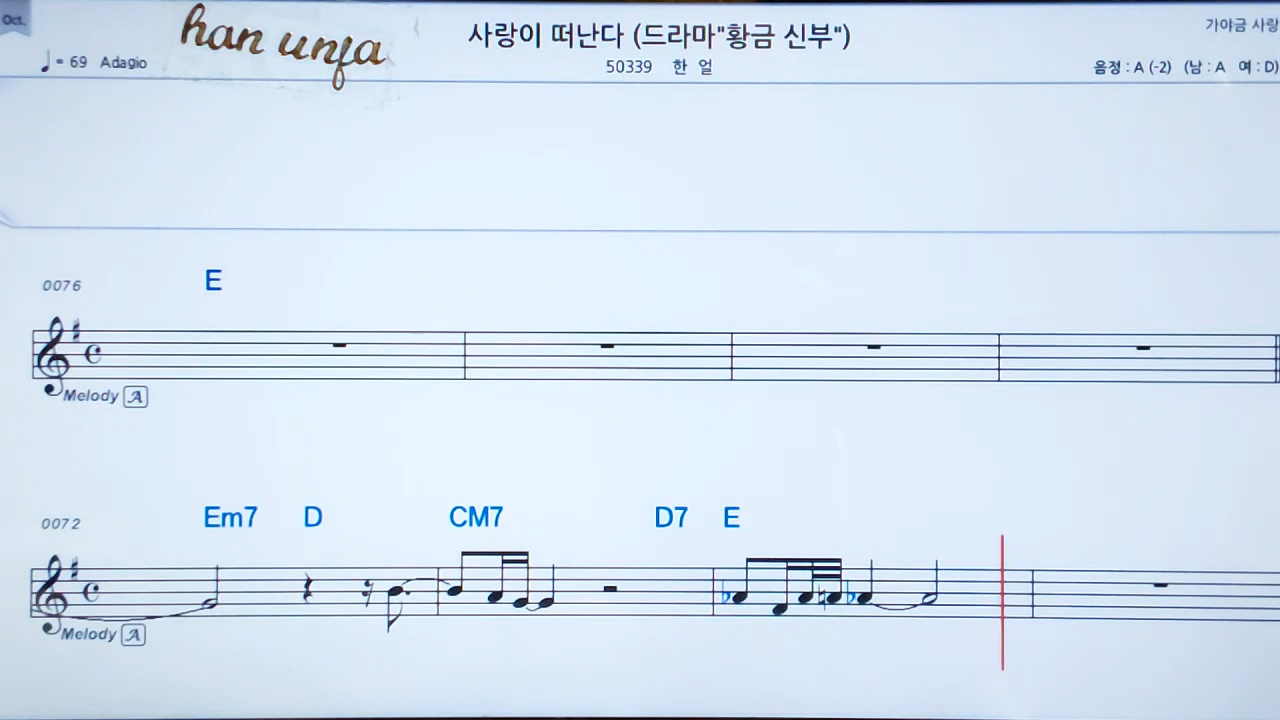 Oct.
han unfa
사랑이 떠난다 (드라마"황금 신부")
가야금 사랑
♩= 69 Adagio
50339 한 얼
음정 : A (-2) (남 : A 여 : D)
0076
E
Melody A
0072
Em7 D CM7 D7 E
Melody A